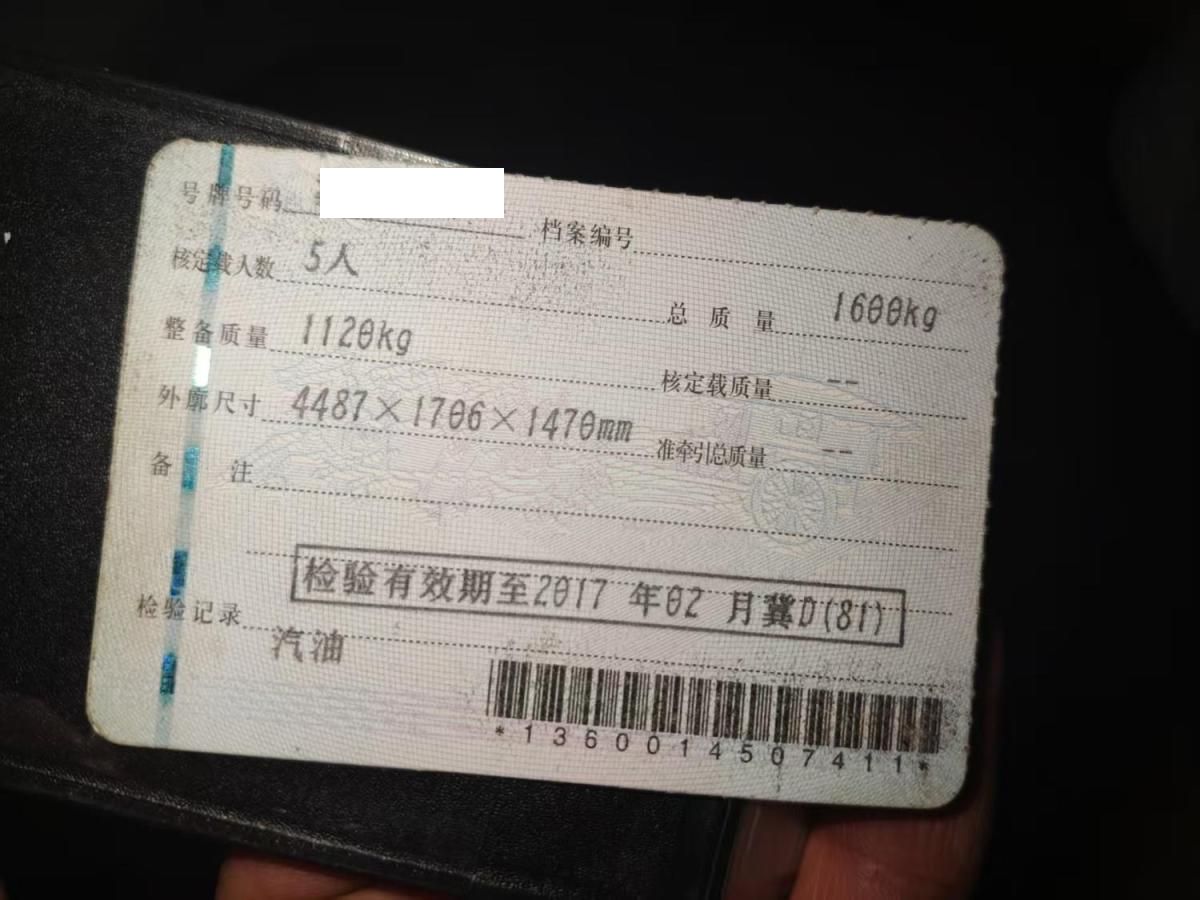 号牌号码 档案编号
核定载人数 5人 总质量 1600kg
整备质量 1120kg 核定载质量 --
外廓尺寸 4487×1706×1470mm 准牵引总质量 --
备注
检验有效期至2017年02月冀D(81)
检验记录
汽油
*1360014507411*